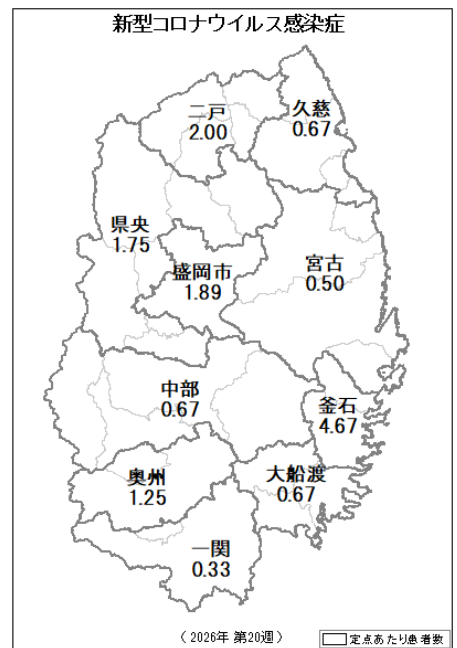 新型コロナウイルス感染症
二戸
2.00
久慈
0.67
県央
1.75
盛岡市
1.89
宮古
0.50
中部
0.67
釜石
4.67
奥州
1.25
大船渡
0.67
一関
0.33
（2026年 第20週）
定点あたり患者数